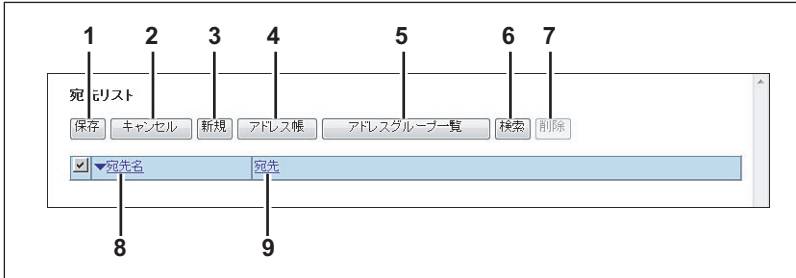 1 2 3 4 5 6 7
宛先リスト
保存 キャンセル 新規 アドレス帳 アドレスグループ一覧 検索 削除
▼宛先名 宛先
8 9